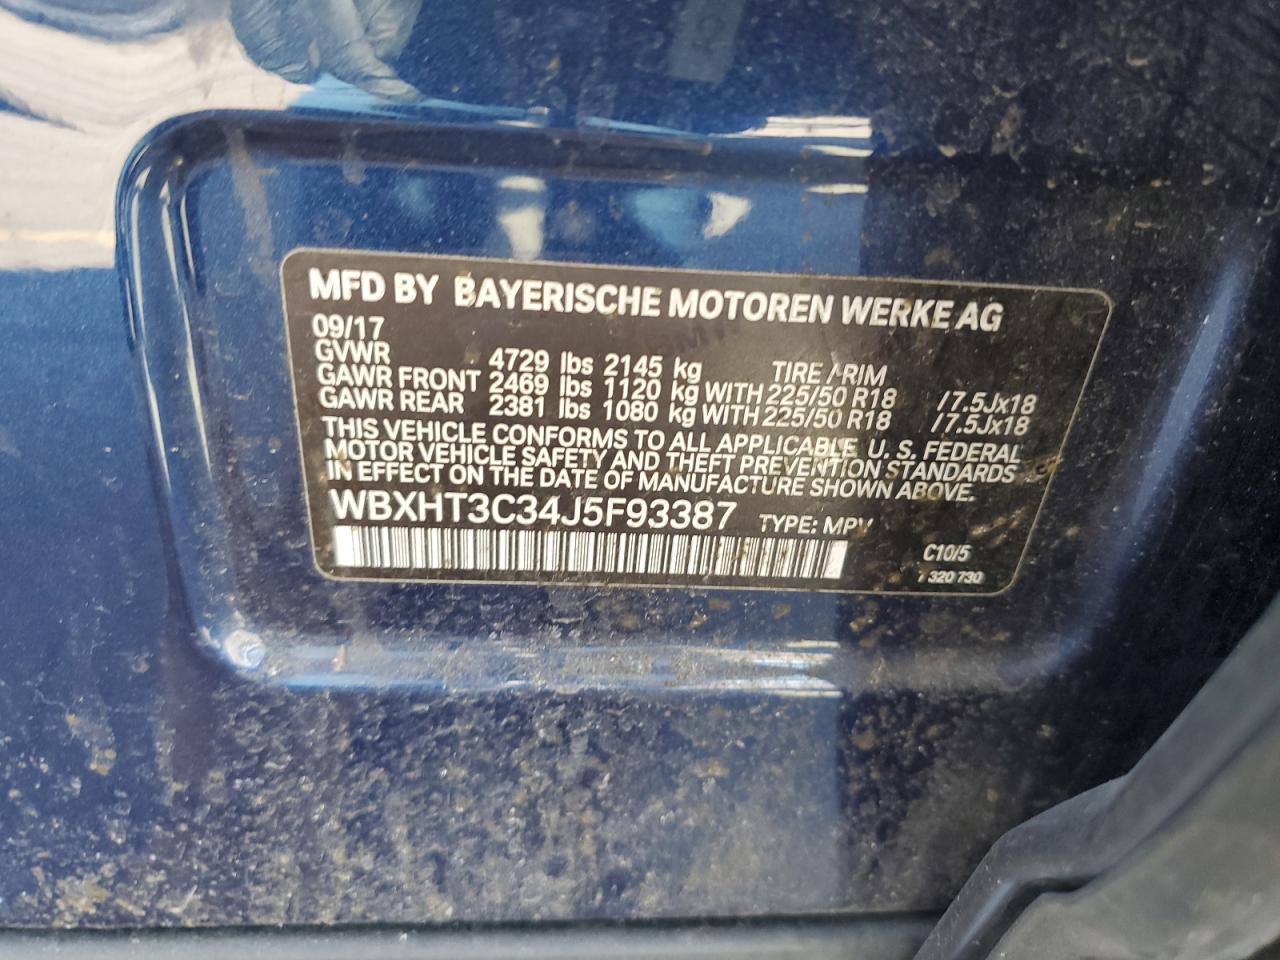 MFD BY BAYERISCHE MOTOREN WERKE AG
09/17
GVWR 4729 lbs 2145 kg TIRE / RIM
GAWR FRONT 2469 lbs 1120 kg WITH 225/50 R18 / 7.5Jx18
GAWR REAR 2381 lbs 1080 kg WITH 225/50 R18 / 7.5Jx18
THIS VEHICLE CONFORMS TO ALL APPLICABLE U. S. FEDERAL
MOTOR VEHICLE SAFETY AND THEFT PREVENTION STANDARDS
IN EFFECT ON THE DATE OF MANUFACTURE SHOWN ABOVE.
WBXHT3C34J5F93387 TYPE: MPV
C10/5
7 320 730